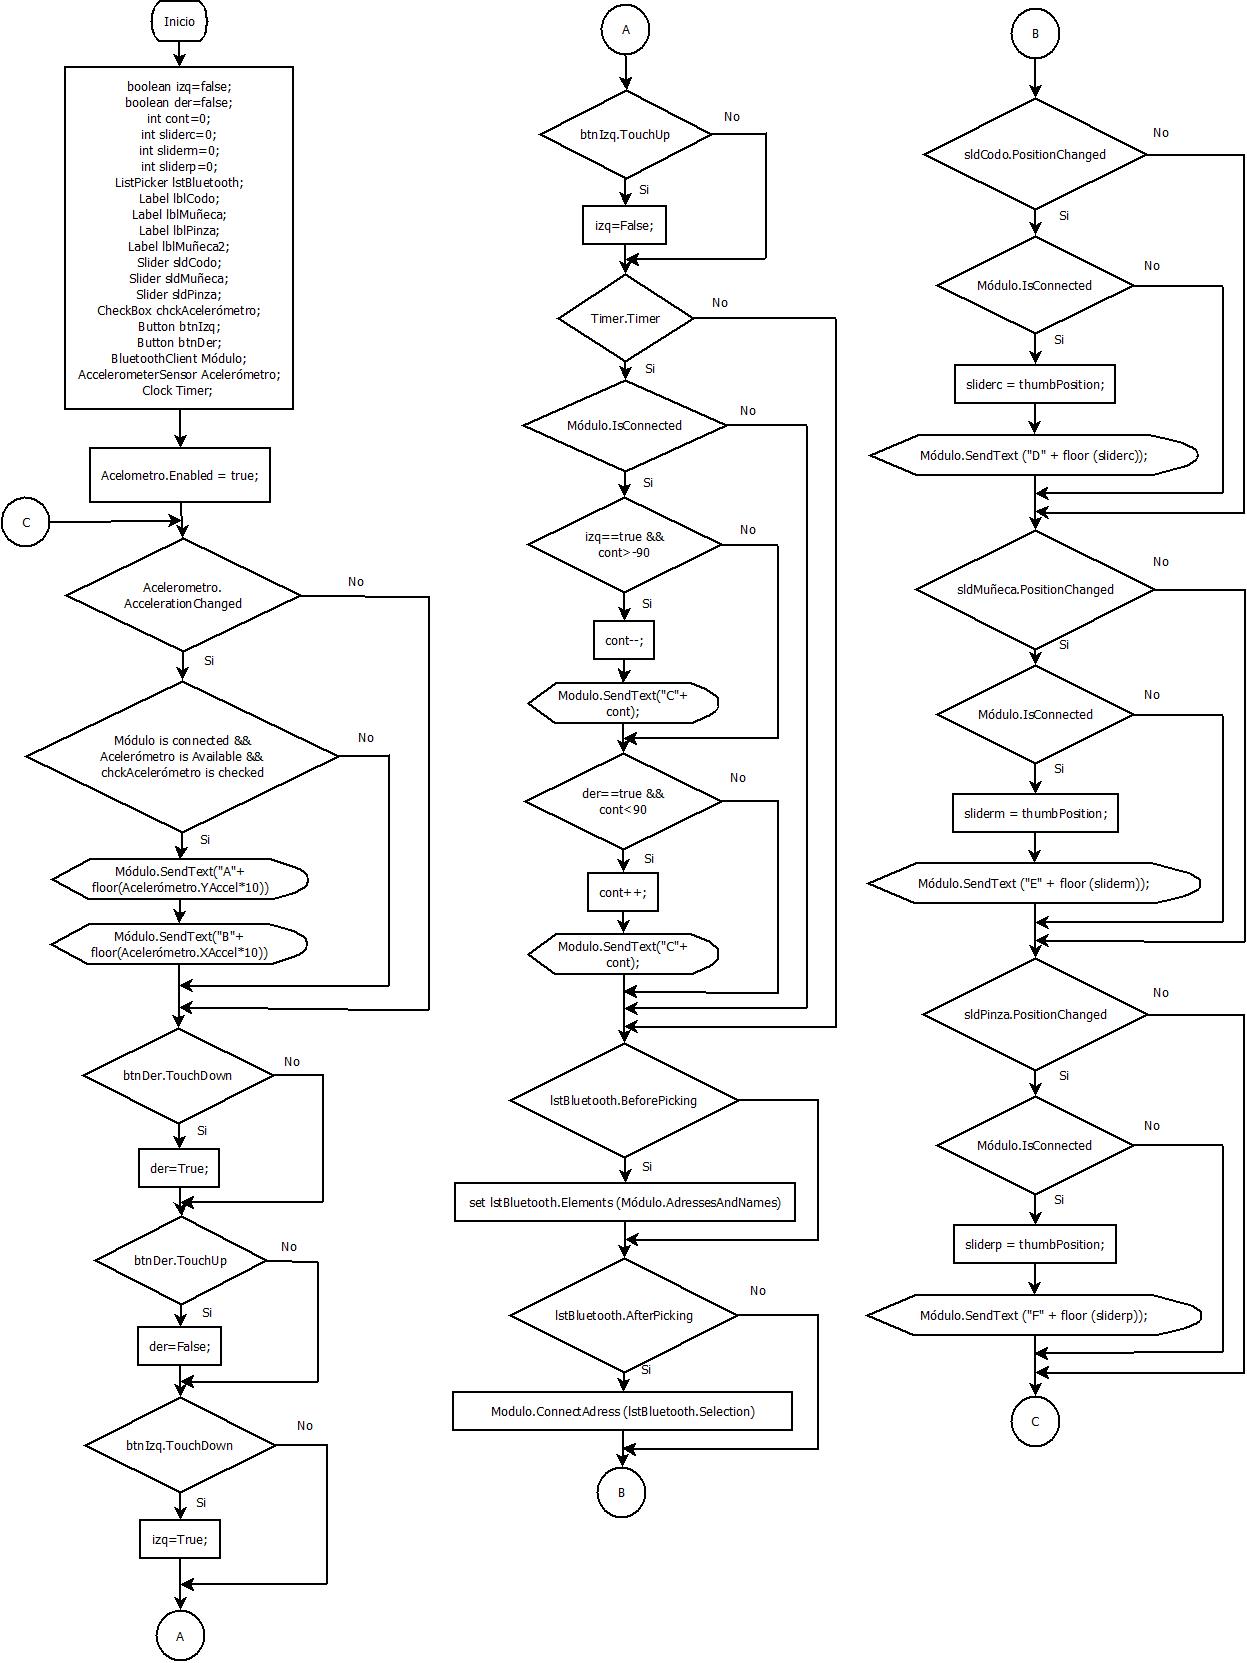 Inicio
boolean izq=false;
boolean der=false;
int cont=0;
int sliderc=0;
int sliderm=0;
int sliderp=0;
ListPicker lstBluetooth;
Label lblCodo;
Label lblMuñeca;
Label lblPinza;
Label lblMuñeca2;
Slider sldCodo;
Slider sldMuñeca;
Slider sldPinza;
CheckBox chckAcelerómetro;
Button btnIzq;
Button btnDer;
BluetoothClient Módulo;
AccelerometerSensor Acelerómetro;
Clock Timer;
Acelometro.Enabled = true;
C
Acelerometro.
AccelerationChanged
No
Si
Módulo is connected &&
Acelerómetro is Available &&
chckAcelerómetro is checked
No
Si
Módulo.SendText("A"+
floor(Acelerómetro.YAccel*10))
Módulo.SendText("B"+
floor(Acelerómetro.XAccel*10))
btnDer.TouchDown
No
Si
der=True;
btnDer.TouchUp
No
Si
der=False;
btnIzq.TouchDown
No
Si
izq=True;
A
A
btnIzq.TouchUp
No
Si
izq=False;
Timer.Timer
No
Si
Módulo.IsConnected
No
Si
izq==true &&
cont>-90
No
Si
cont--;
Modulo.SendText("C"+
cont);
der==true &&
cont<90
No
Si
cont++;
Modulo.SendText("C"+
cont);
lstBluetooth.BeforePicking
Si
set lstBluetooth.Elements (Módulo.AdressesAndNames)
lstBluetooth.AfterPicking
No
Si
Modulo.ConnectAdress (lstBluetooth.Selection)
B
B
sldCodo.PositionChanged
No
Si
Módulo.IsConnected
No
Si
sliderc = thumbPosition;
Módulo.SendText ("D" + floor (sliderc));
sldMuñeca.PositionChanged
No
Si
Módulo.IsConnected
No
Si
sliderm = thumbPosition;
Módulo.SendText ("E" + floor (sliderm));
sldPinza.PositionChanged
No
Si
Módulo.IsConnected
No
Si
sliderp = thumbPosition;
Módulo.SendText ("F" + floor (sliderp));
C